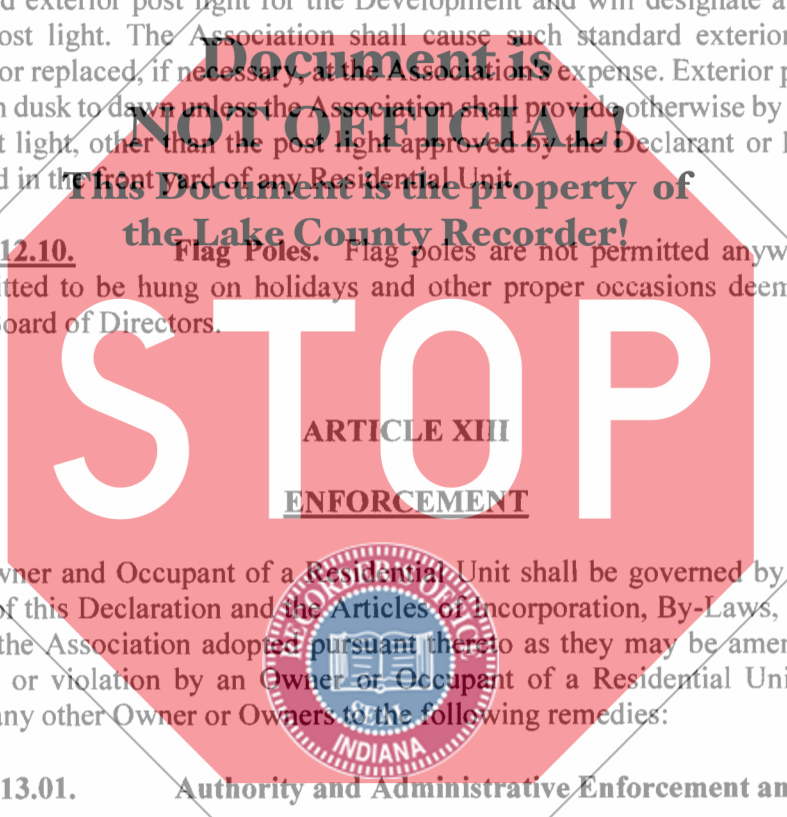 d exterior post light for the Development and will designate a
ost light. The Association shall cause such standard exterior
Document is
or replaced, if necessary, at the Association's expense. Exterior p
n dusk to dawn unless the Association shall provide otherwise by
NOT OFFICIAL!
t light, other than the post light approved by the Declarant or
d in the front yard of any Residential Unit.
This Document is the property of
the Lake County Recorder!
12.10. Flag Poles. Flag poles are not permitted anyw
itted to be hung on holidays and other proper occasions deem
Board of Directors.
STOP
ARTICLE XIII
ENFORCEMENT
wner and Occupant of a Residential Unit shall be governed by
of this Declaration and the Articles of Incorporation, By-Laws,
the Association adopted pursuant thereto as they may be amen
or violation by an Owner or Occupant of a Residential Uni
any other Owner or Owners to the following remedies:
SEAL
INDIANA
13.01. Authority and Administrative Enforcement an